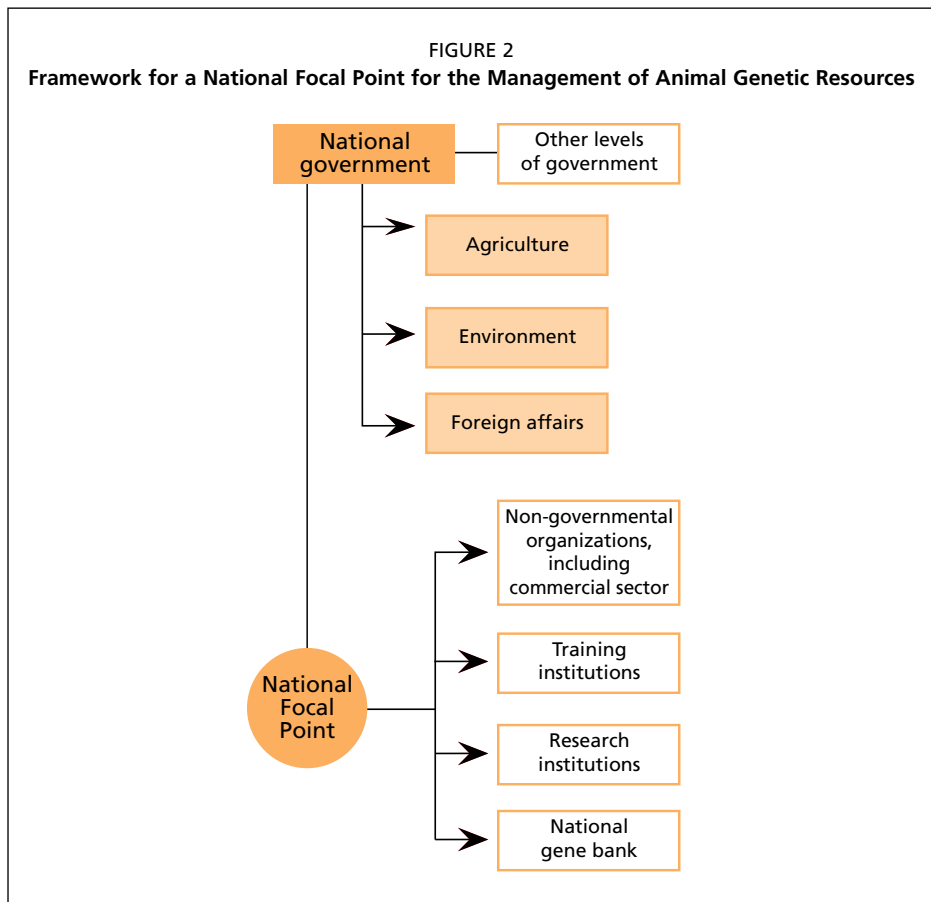 FIGURE 2
Framework for a National Focal Point for the Management of Animal Genetic Resources
National
government
Other levels
of government
Agriculture
Environment
Foreign affairs
Non-governmental
organizations,
including
commercial sector
Training
institutions
National
Focal
Point
Research
institutions
National
gene bank